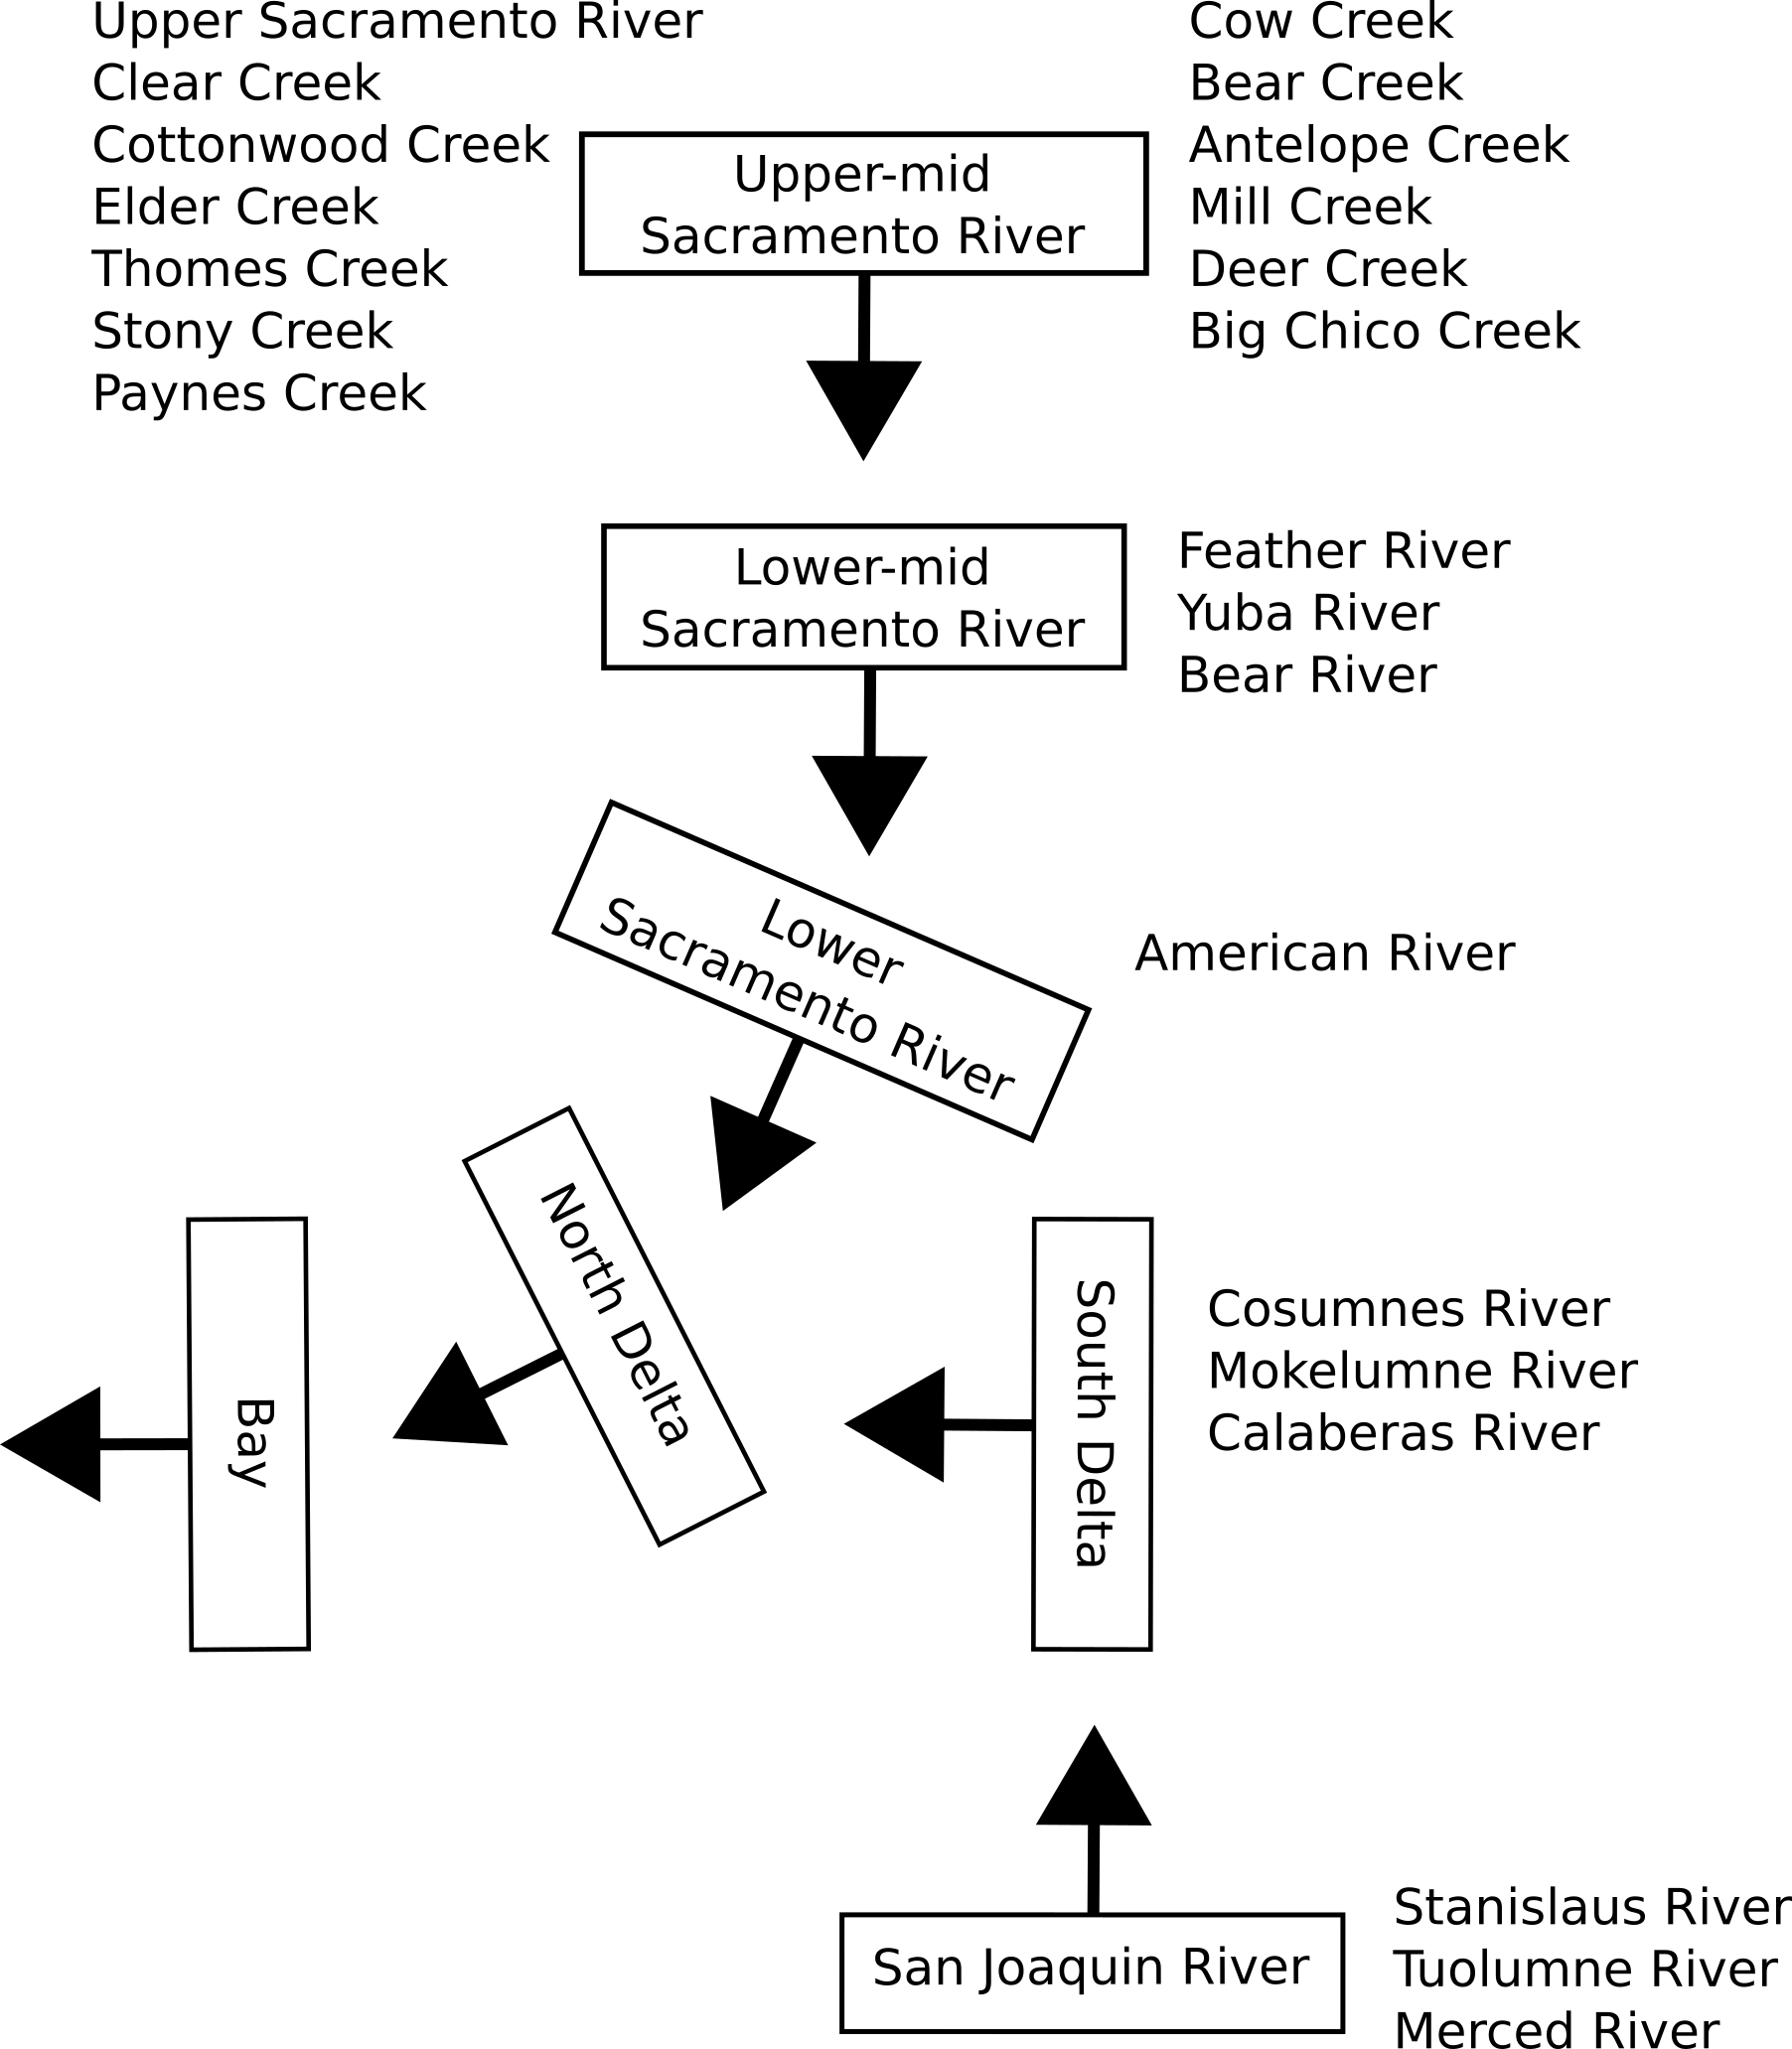 Upper Sacramento River
Clear Creek
Cottonwood Creek
Elder Creek
Thomes Creek
Stony Creek
Paynes Creek
Upper-mid
Sacramento River
Cow Creek
Bear Creek
Antelope Creek
Mill Creek
Deer Creek
Big Chico Creek
Lower-mid
Sacramento River
Feather River
Yuba River
Bear River
Lower
Sacramento River
American River
North Delta
Bay
South Delta
Cosumnes River
Mokelumne River
Calaberas River
San Joaquin River
Stanislaus River
Tuolumne River
Merced River